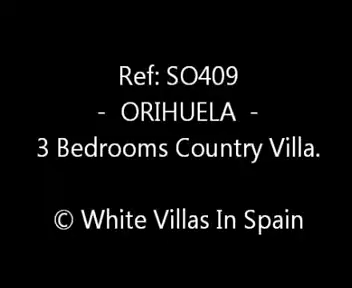 Ref: SO409
- ORIHUELA -
3 Bedrooms Country Villa.
© White Villas In Spain